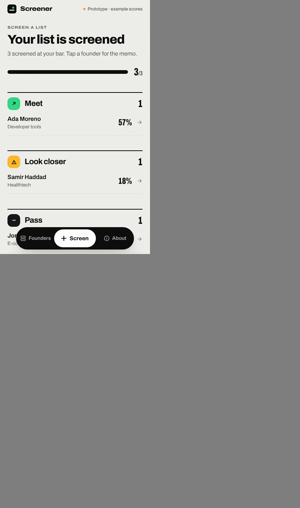 Screener
Prototype · example scores
SCREEN A LIST
Your list is screened
3 screened at your bar. Tap a founder for the memo.
3/3
Meet 1
Ada Moreno 57% →
Developer tools
Look closer 1
Samir Haddad 18% →
Healthtech
Pass 1
Founders
Screen
About